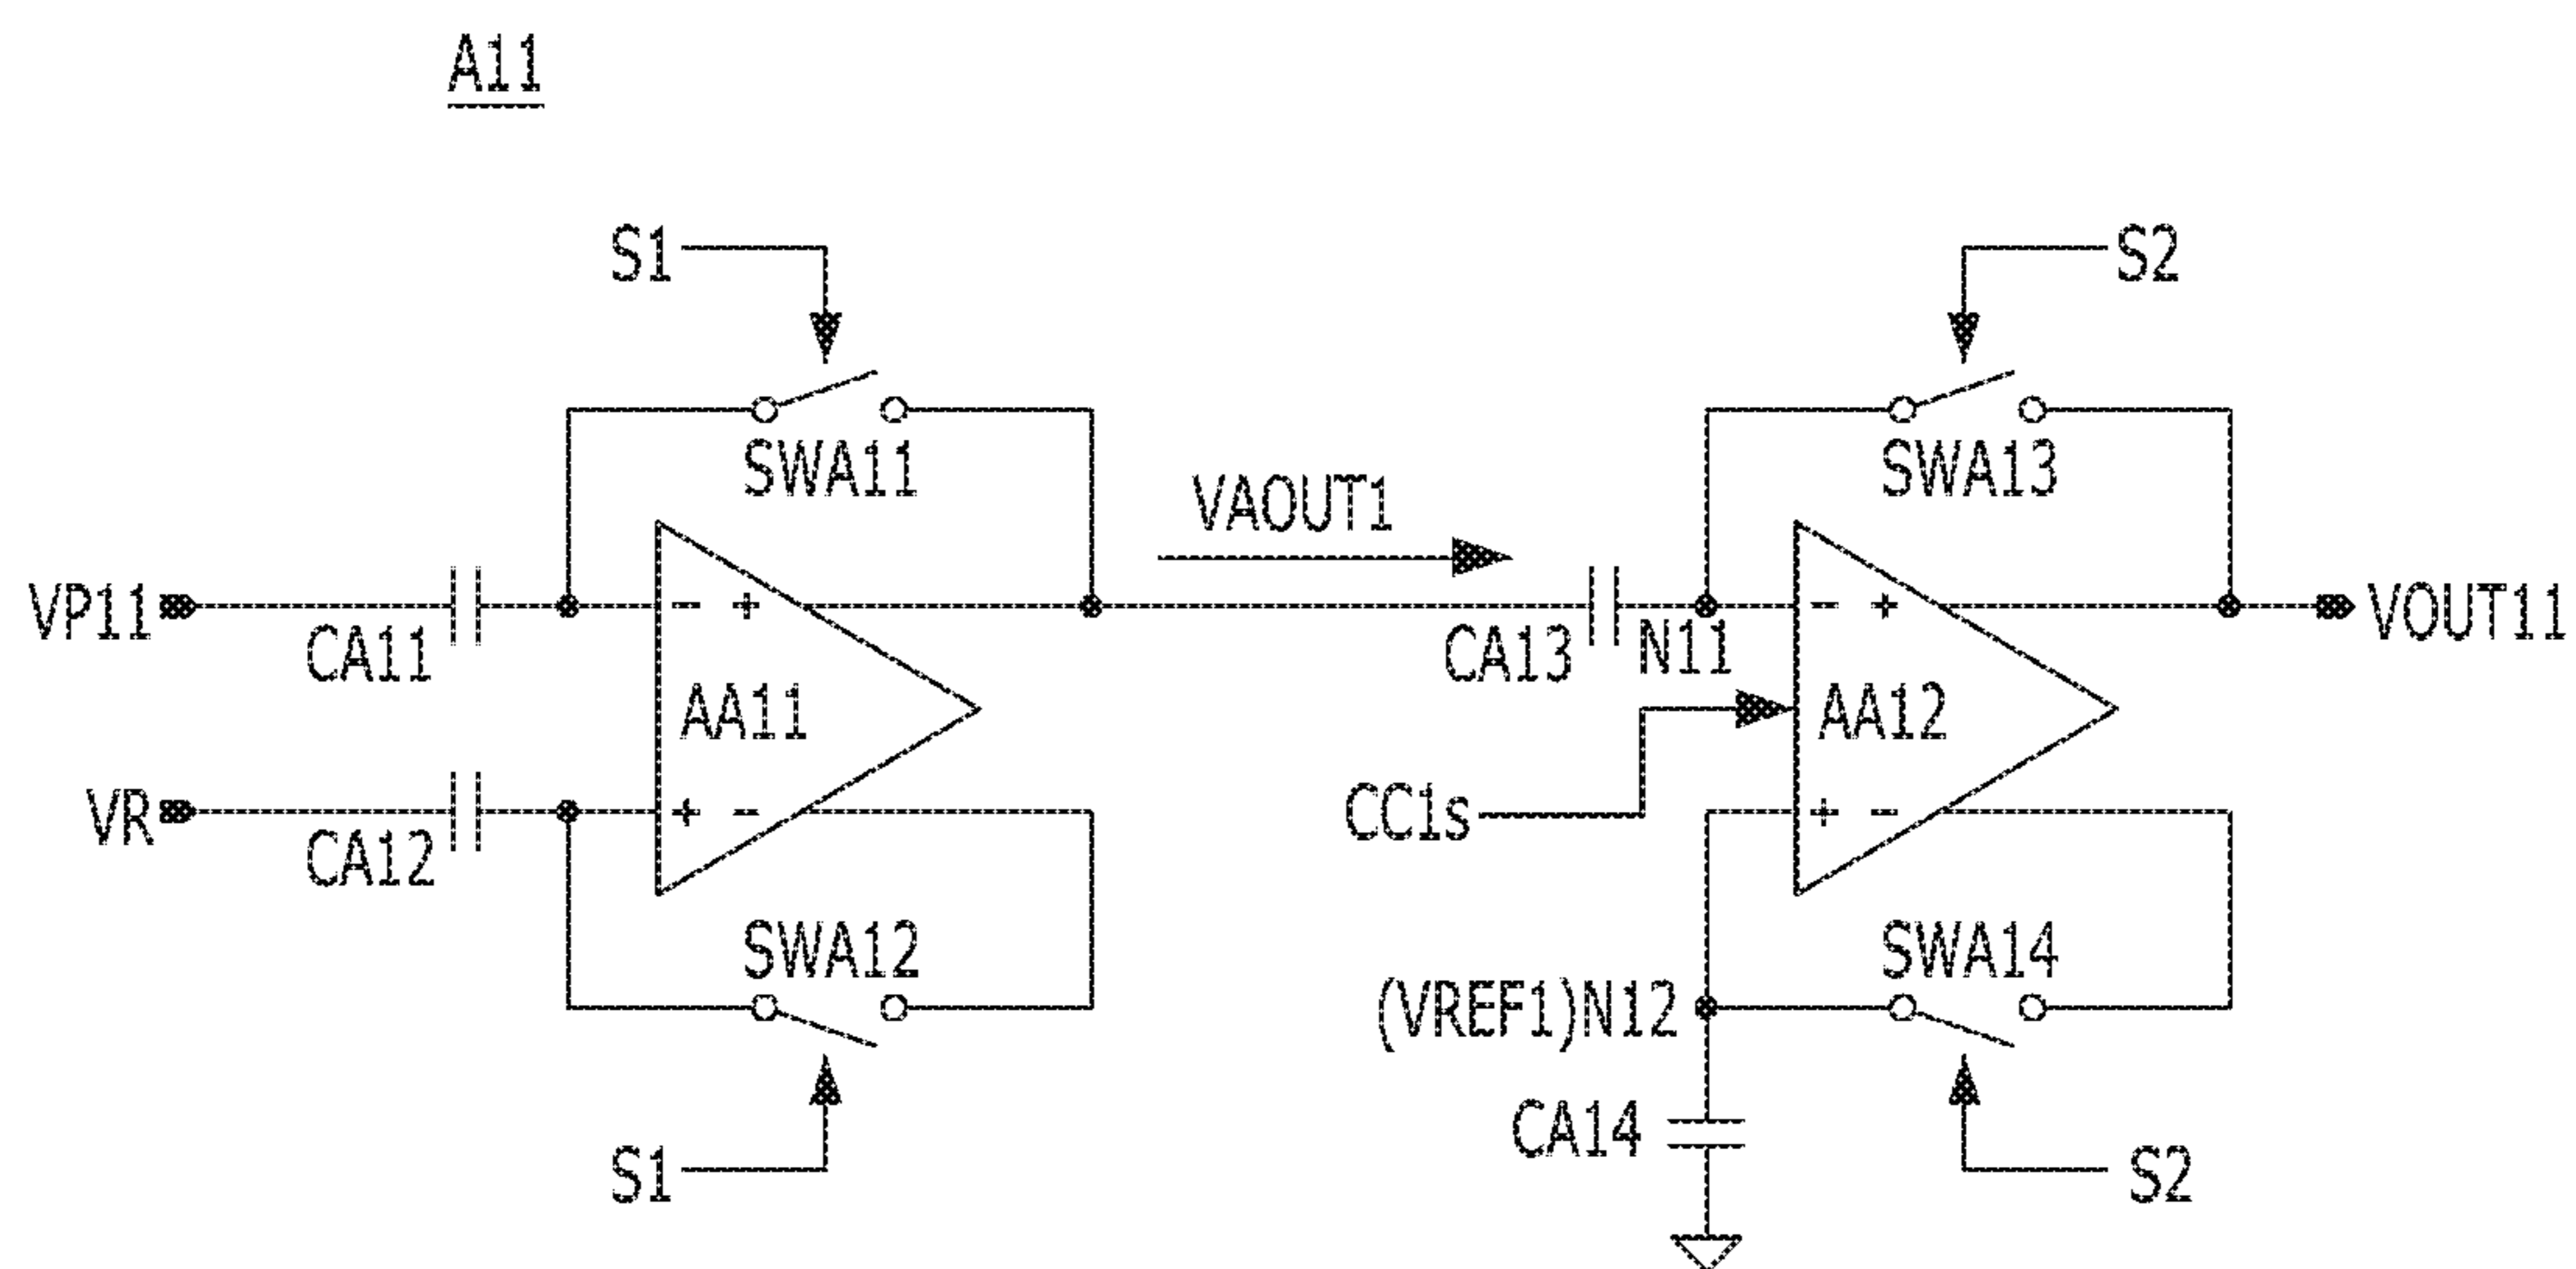 A11
S1
S2
SWA11
SWA13
VAOUT1
VP11
- +
- +
VOUT11
CA11
CA13
N11
AA11
AA12
VR
+ -
CC1s
+ -
CA12
SWA12
SWA14
(VREF1)N12
CA14
S1
S2